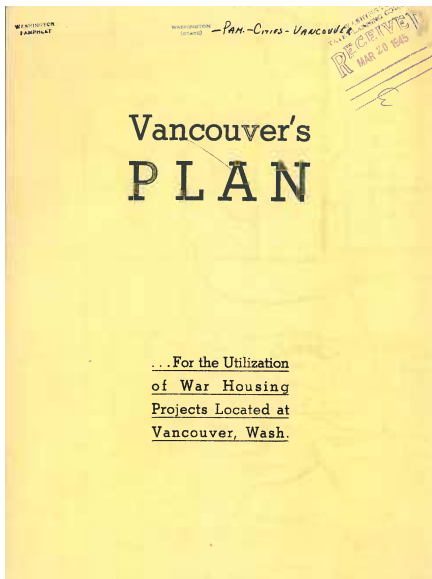 WASHINGTON
PAMPHLET
WASHINGTON
-PAM.-CITIES-VANCOUVER
RECEIVED
MAR 20 1945
Vancouver's
PLAN
...For the Utilization
of War Housing
Projects Located at
Vancouver, Wash.